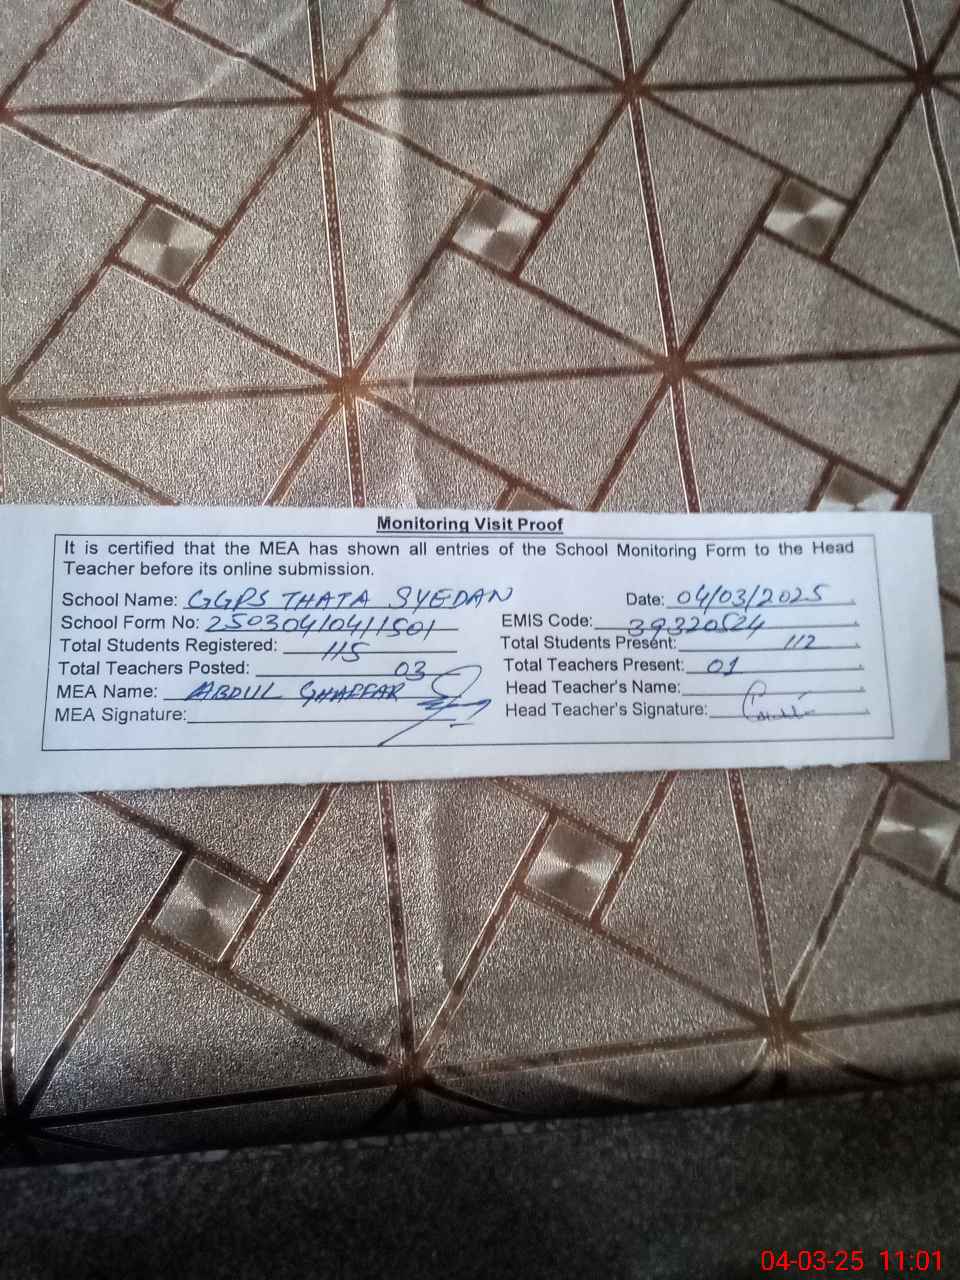 Monitoring Visit Proof
It is certified that the MEA has shown all entries of the School Monitoring Form to the Head
Teacher before its online submission.
School Name: GGPS THATA SYEDAN Date: 04/03/2025
School Form No: 25030410411501 EMIS Code: 39320524
Total Students Registered: 115 Total Students Present: 112
Total Teachers Posted: 03 Total Teachers Present: 01
MEA Name: ABDUL GHAFFAR Head Teacher's Name:
MEA Signature: Head Teacher's Signature:
04-03-25 11:01